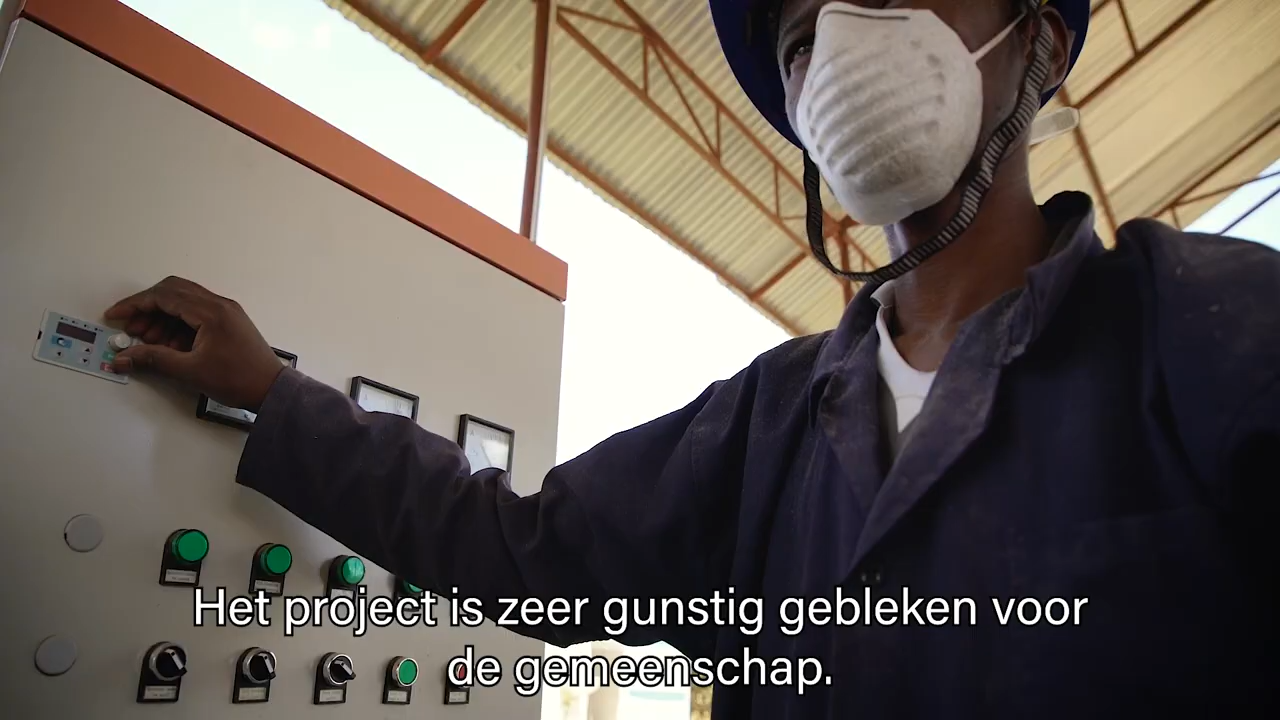 Het project is zeer gunstig gebleken voor
de gemeenschap.